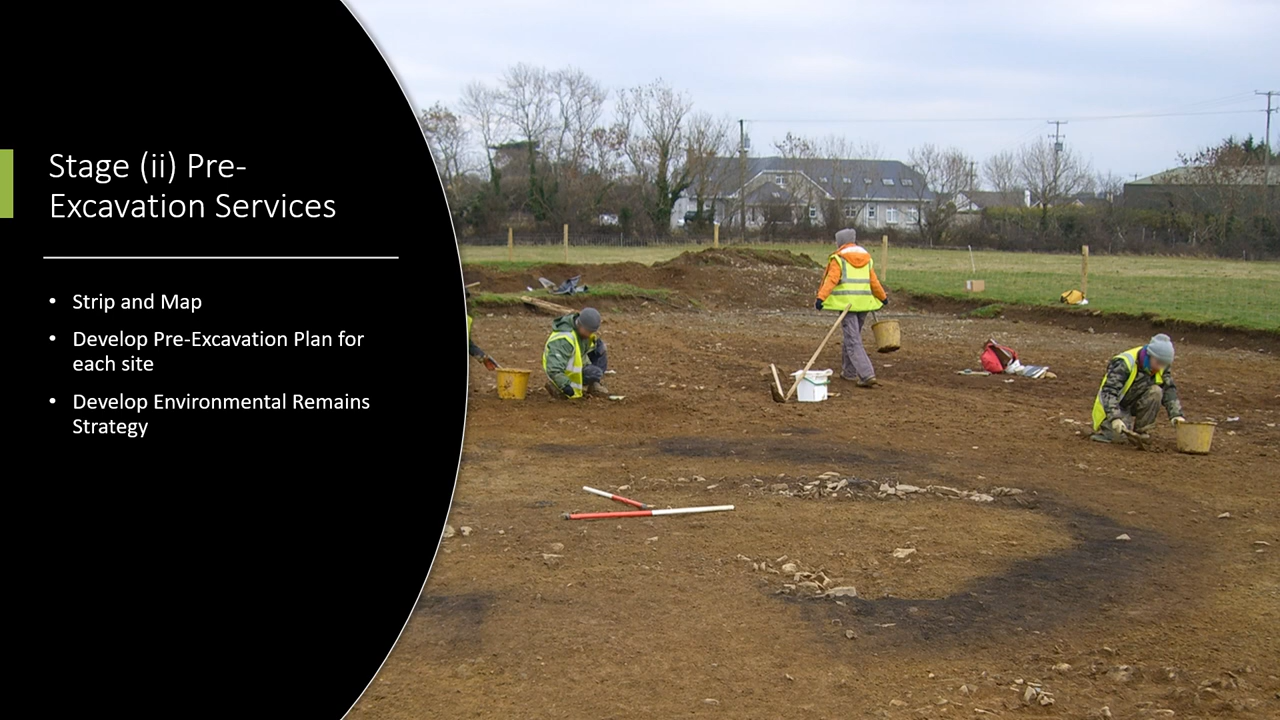 Stage (ii) Pre-
Excavation Services
• Strip and Map
• Develop Pre-Excavation Plan for
each site
• Develop Environmental Remains
Strategy